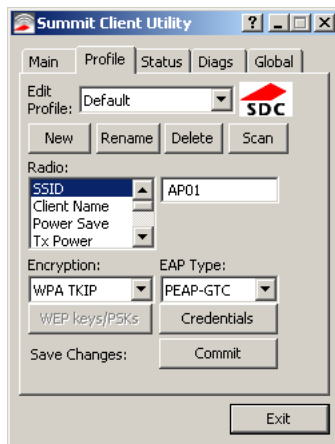 Summit Client Utility
Main Profile Status Diags Global
Edit Profile: Default
SDC
New Rename Delete Scan
Radio:
SSID AP01
Client Name
Power Save
Tx Power
Encryption: EAP Type:
WPA TKIP PEAP-GTC
WEP keys/PSKs Credentials
Save Changes: Commit
Exit